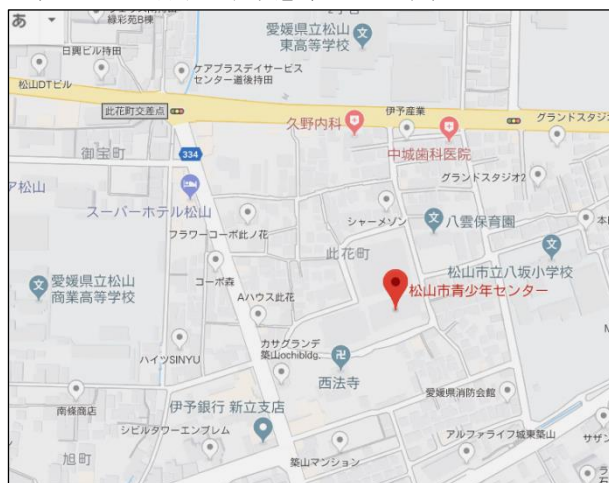 あ
緑彩苑B棟
愛媛県立松山
東高等学校
日興ビル持田
松山DTビル
ケアプラスデイサービス
センター道後持田
此花町交差点
久野内科
伊予産業
グランドスタジ
御宝町
334
中城歯科医院
グランドスタジオ2
ア松山
スーパーホテル松山
シャーメゾン
八雲保育園
フラワーコーポ此ノ花
此花町
愛媛県立松山
商業高等学校
コーポ森
松山市立八坂小学校
Aハウス此花
松山市青少年センター
カサグランデ
築山ochibldg.
ハイツSINYU
西法寺
愛媛県消防会館
南條商店
伊予銀行 新立支店
シビルタワーエンブレム
アルファライフ城東築山
サザン
旭町
築山マンション